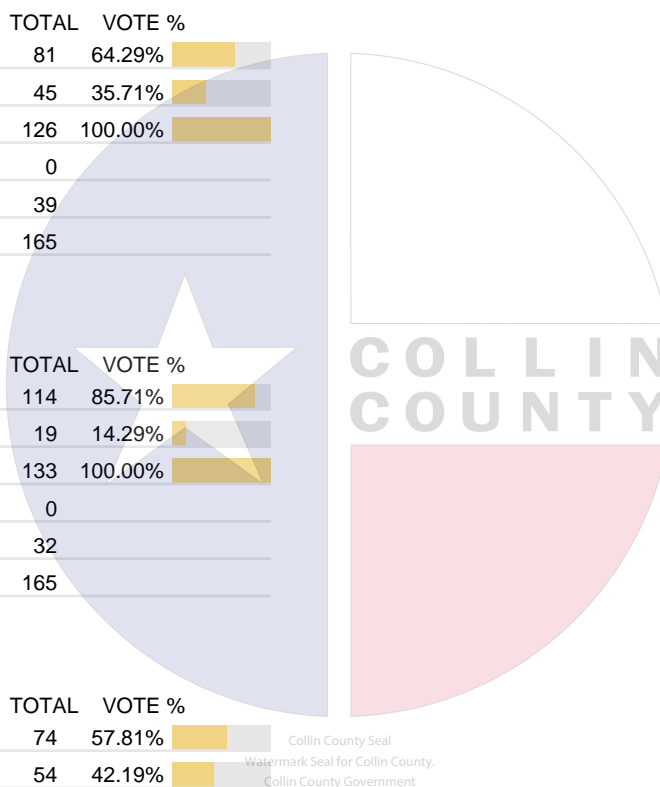 TOTAL VOTE %
81 64.29%
45 35.71%
126 100.00%
0
39
165
TOTAL VOTE %
114 85.71%
19 14.29%
133 100.00%
0
32
165
COLLIN
COUNTY
TOTAL VOTE %
74 57.81%
54 42.19%
Collin County Seal
Watermark Seal for Collin County.
Collin County Government